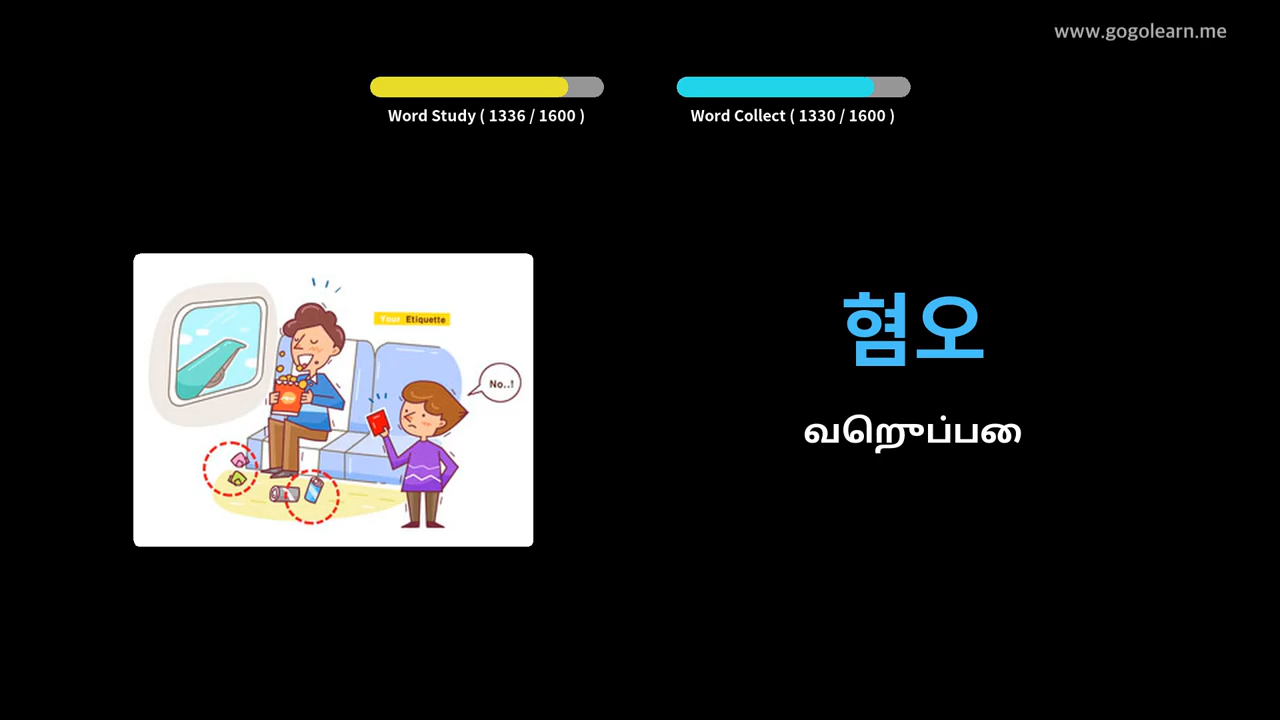 www.gogolearn.me
Word Study ( 1336 / 1600 )
Word Collect ( 1330 / 1600 )
Your Etiquette
No..!
혐오
வெறுப்பை